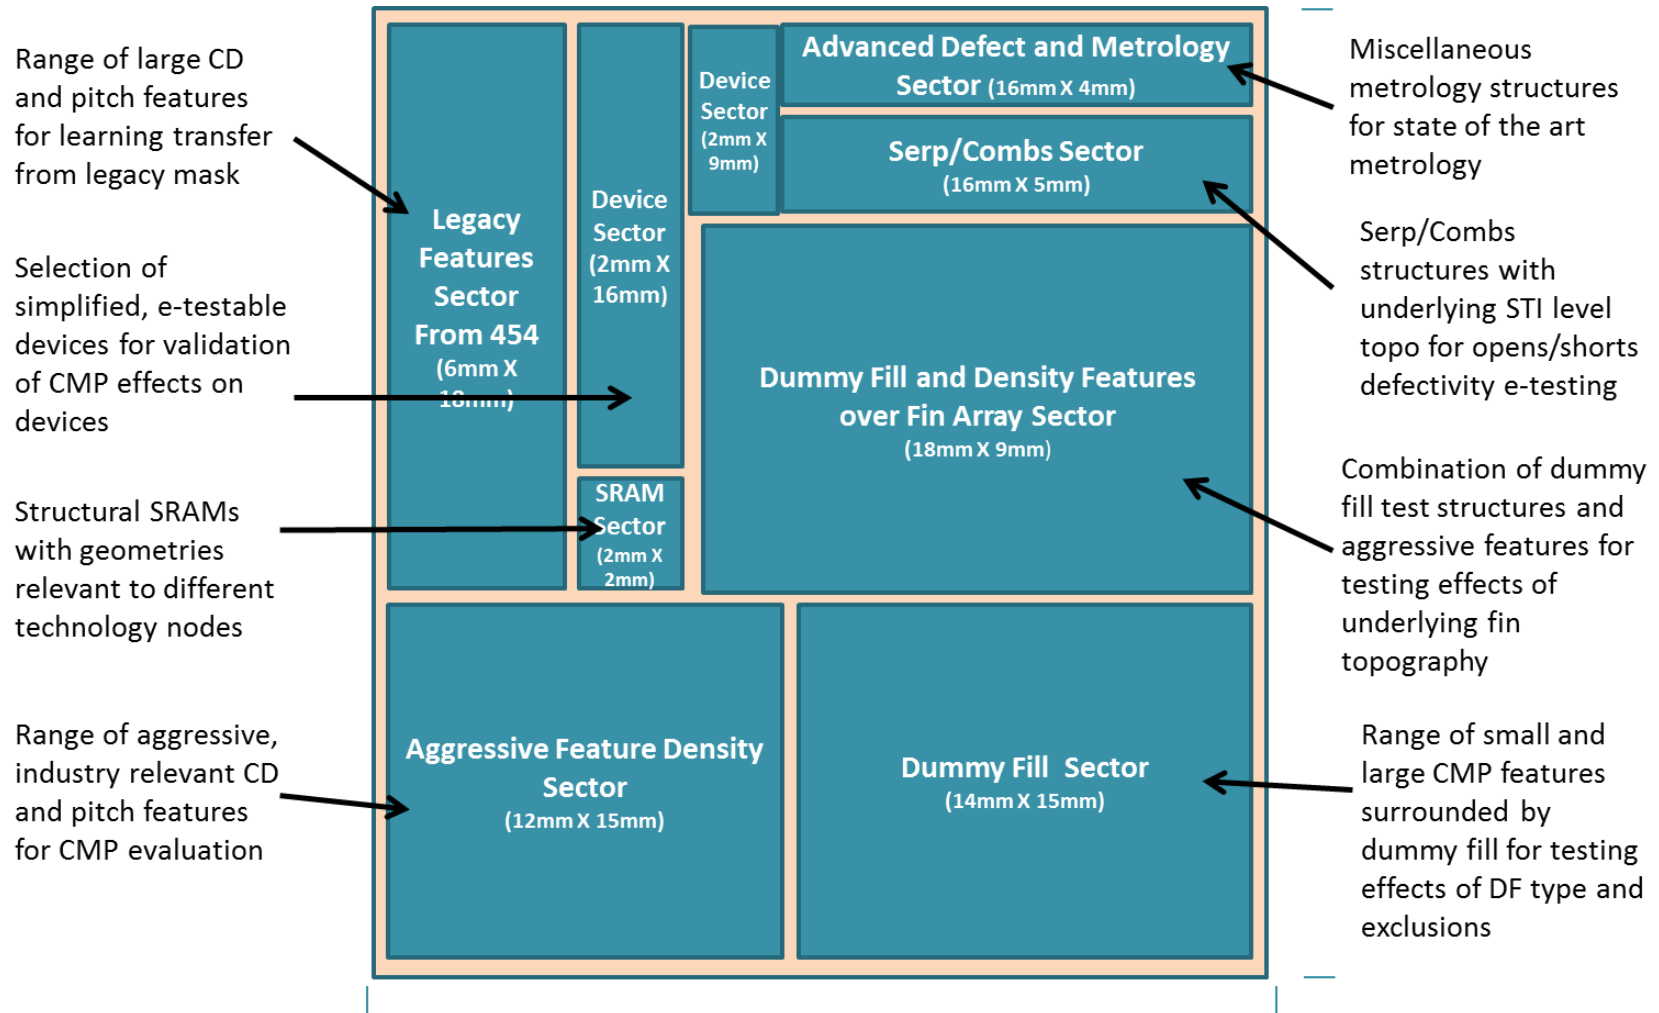 Range of large CD
and pitch features
for learning transfer
from legacy mask
Selection of
simplified, e-testable
devices for validation
of CMP effects on
devices
Structural SRAMs
with geometries
relevant to different
technology nodes
Range of aggressive,
industry relevant CD
and pitch features
for CMP evaluation
Legacy
Features
Sector
From 454
(6mm X
18mm)
Device
Sector
(2mm X
16mm)
SRAM
Sector
(2mm X
2mm)
Device
Sector
(2mm X
9mm)
Advanced Defect and Metrology
Sector (16mm X 4mm)
Serp/Combs Sector
(16mm X 5mm)
Dummy Fill and Density Features
over Fin Array Sector
(18mm X 9mm)
Aggressive Feature Density
Sector
(12mm X 15mm)
Dummy Fill Sector
(14mm X 15mm)
Miscellaneous
metrology structures
for state of the art
metrology
Serp/Combs
structures with
underlying STI level
topo for opens/shorts
defectivity e-testing
Combination of dummy
fill test structures and
aggressive features for
testing effects of
underlying fin
topography
Range of small and
large CMP features
surrounded by
dummy fill for testing
effects of DF type and
exclusions